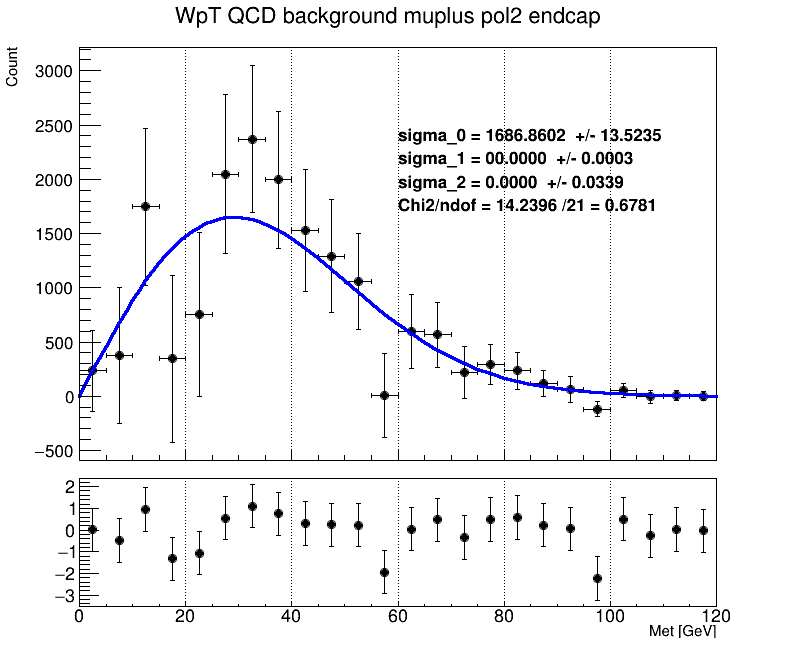 WpT QCD background muplus pol2 endcap
Count
3000
2500
2000
1500
1000
500
0
−500
sigma_0 = 1686.8602 +/- 13.5235
sigma_1 = 00.0000 +/- 0.0003
sigma_2 = 0.0000 +/- 0.0339
Chi2/ndof = 14.2396 /21 = 0.6781
2
1
0
−1
−2
−3
0 20 40 60 80 100 120
Met [GeV]